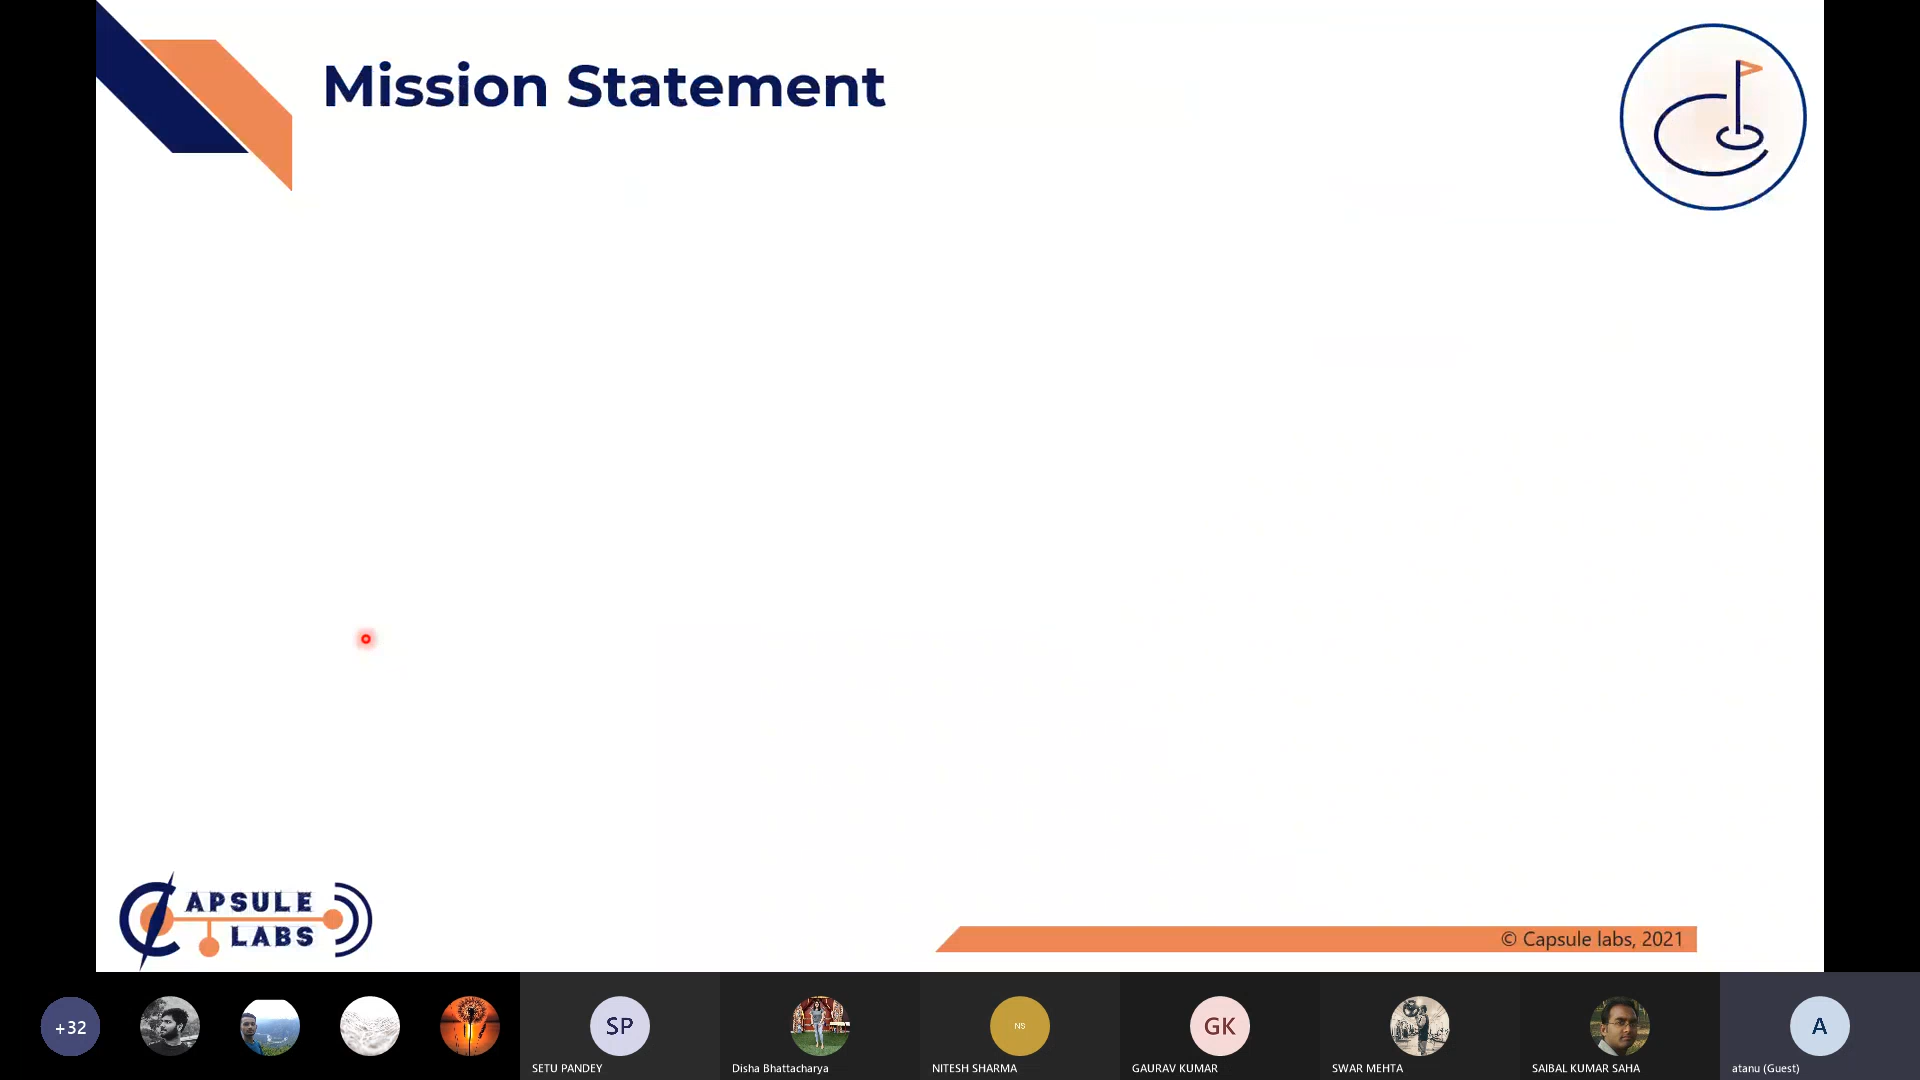 Mission Statement
CAPSULE
LABS
© Capsule labs, 2021
+32
SP
NS
GK
A
SETU PANDEY
Disha Bhattacharya
NITESH SHARMA
GAURAV KUMAR
SWAR MEHTA
SAIBAL KUMAR SAHA
atanu (Guest)